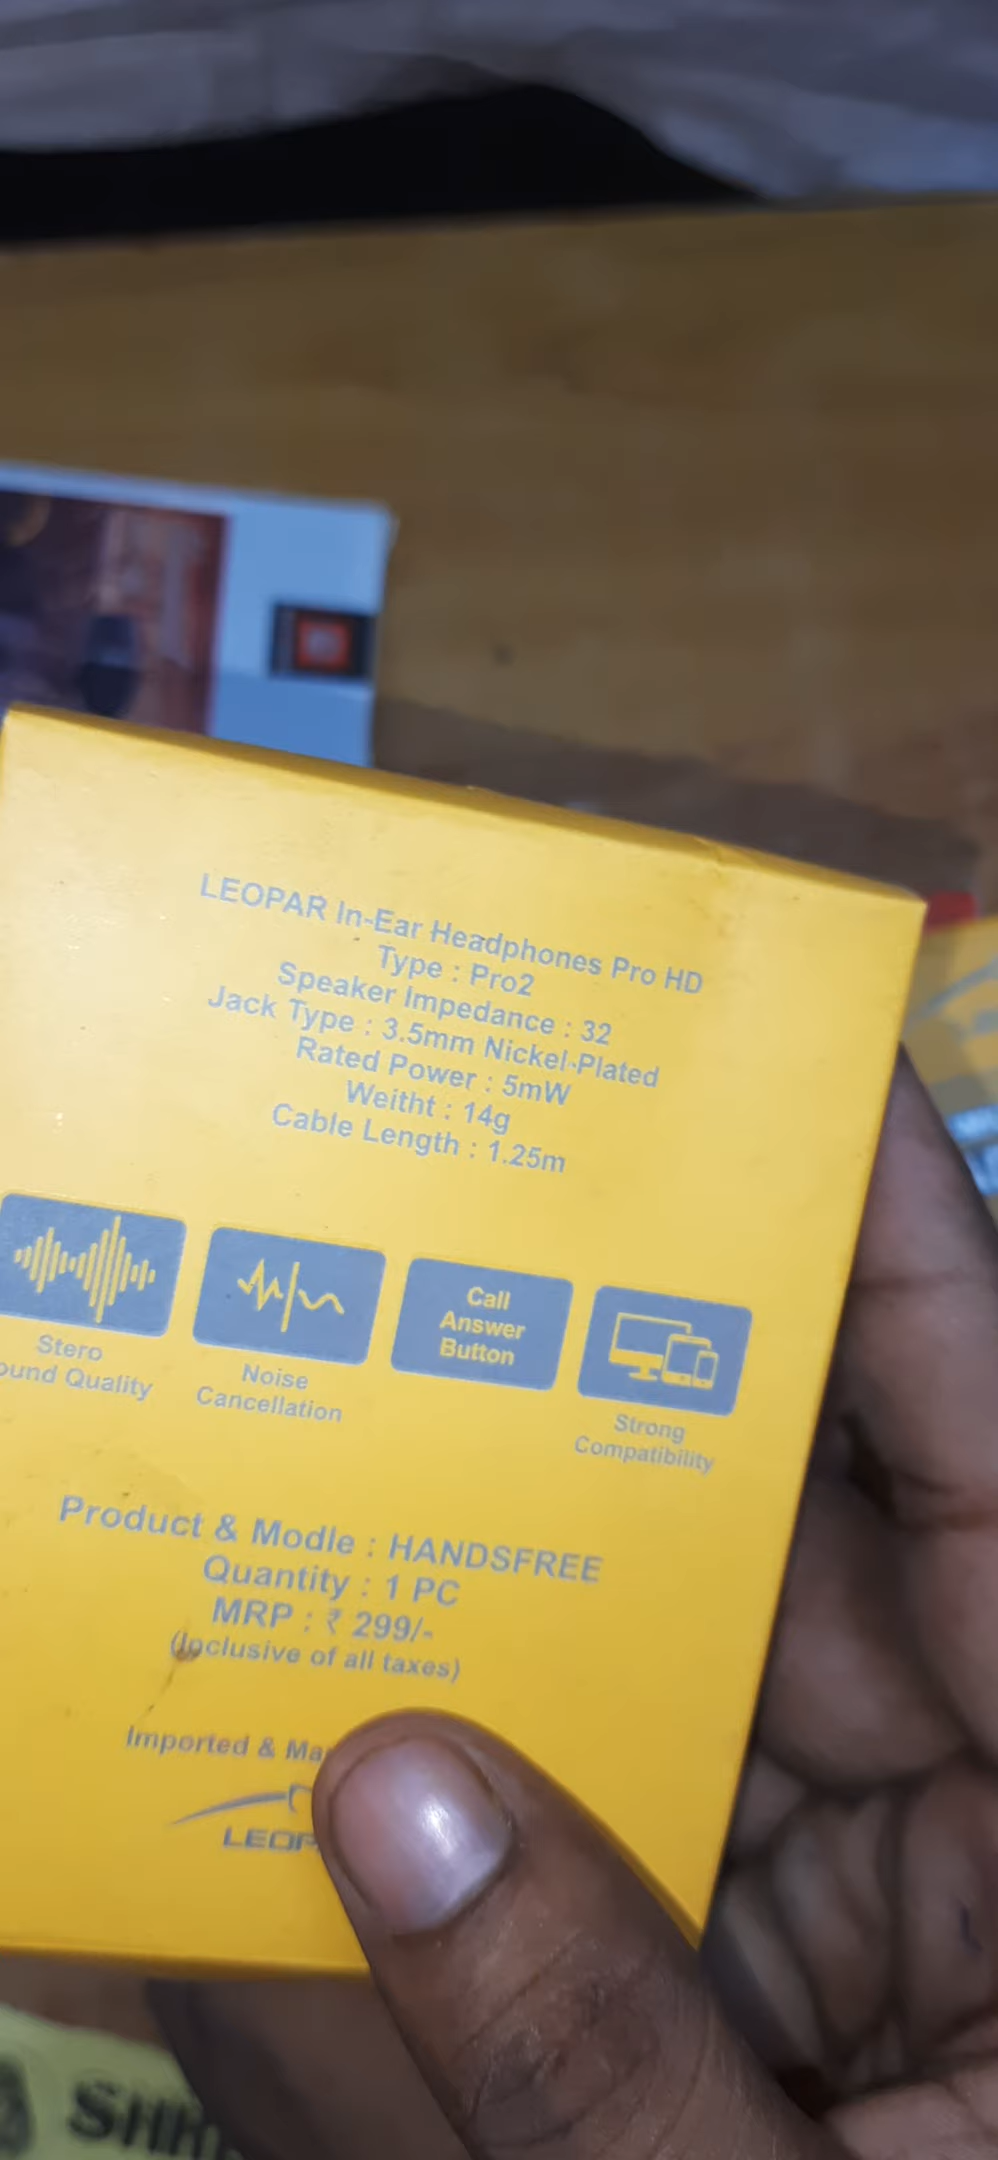 LEOPAR In-Ear Headphones Pro HD
Type : Pro2
Speaker Impedance : 32
Jack Type : 3.5mm Nickel-Plated
Rated Power : 5mW
Weitht : 14g
Cable Length : 1.25m
Stero
Quality
Noise
Cancellation
Call
Answer
Button
Strong
Compatibility
Product & Modle : HANDSFREE
Quantity : 1 PC
MRP : ₹ 299/-
(Inclusive of all taxes)
Imported &